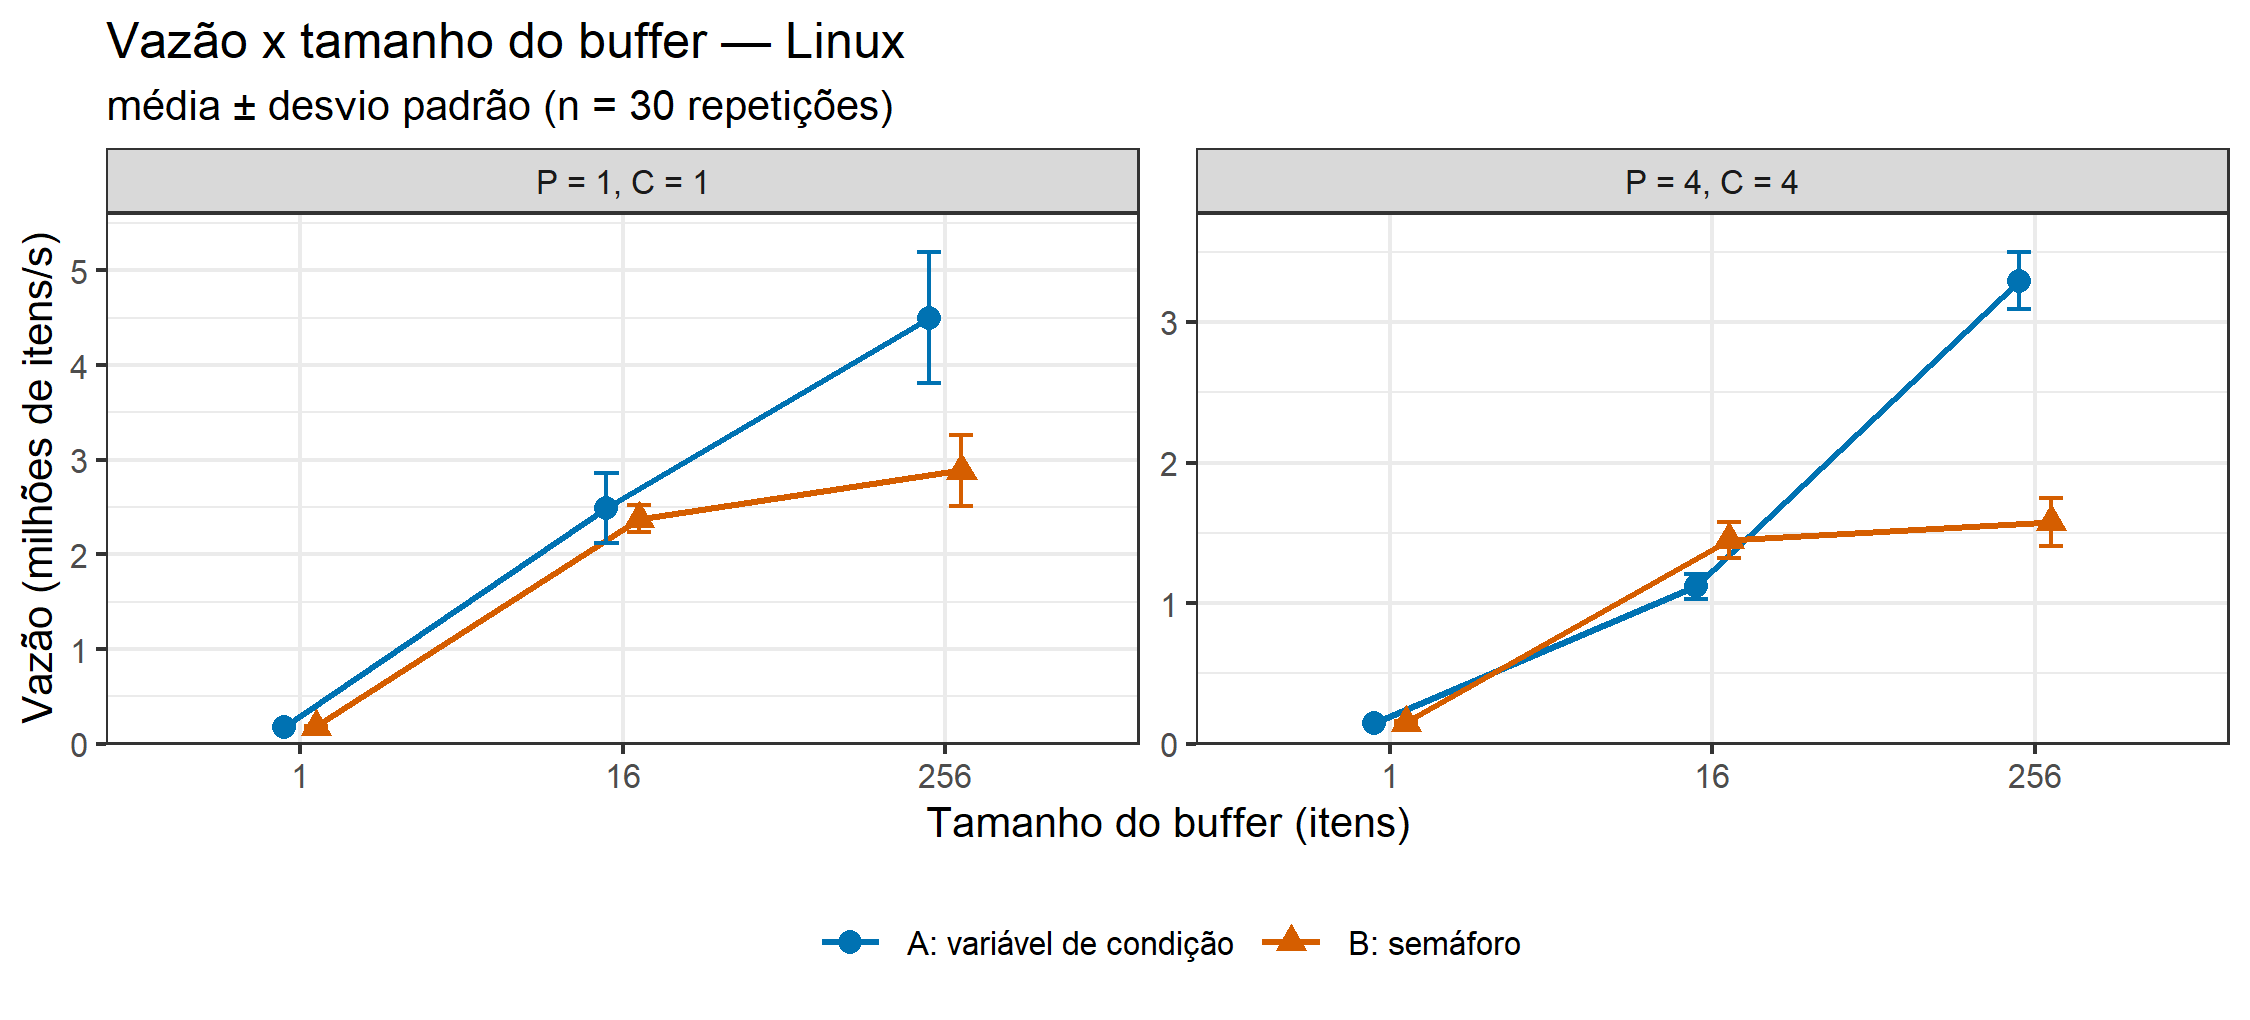 Vazão x tamanho do buffer — Linux
média ± desvio padrão (n = 30 repetições)
P = 1, C = 1
P = 4, C = 4
Vazão (milhões de itens/s)
5
4
3
2
1
0
3
2
1
0
1
16
256
1
16
256
Tamanho do buffer (itens)
A: variável de condição
B: semáforo